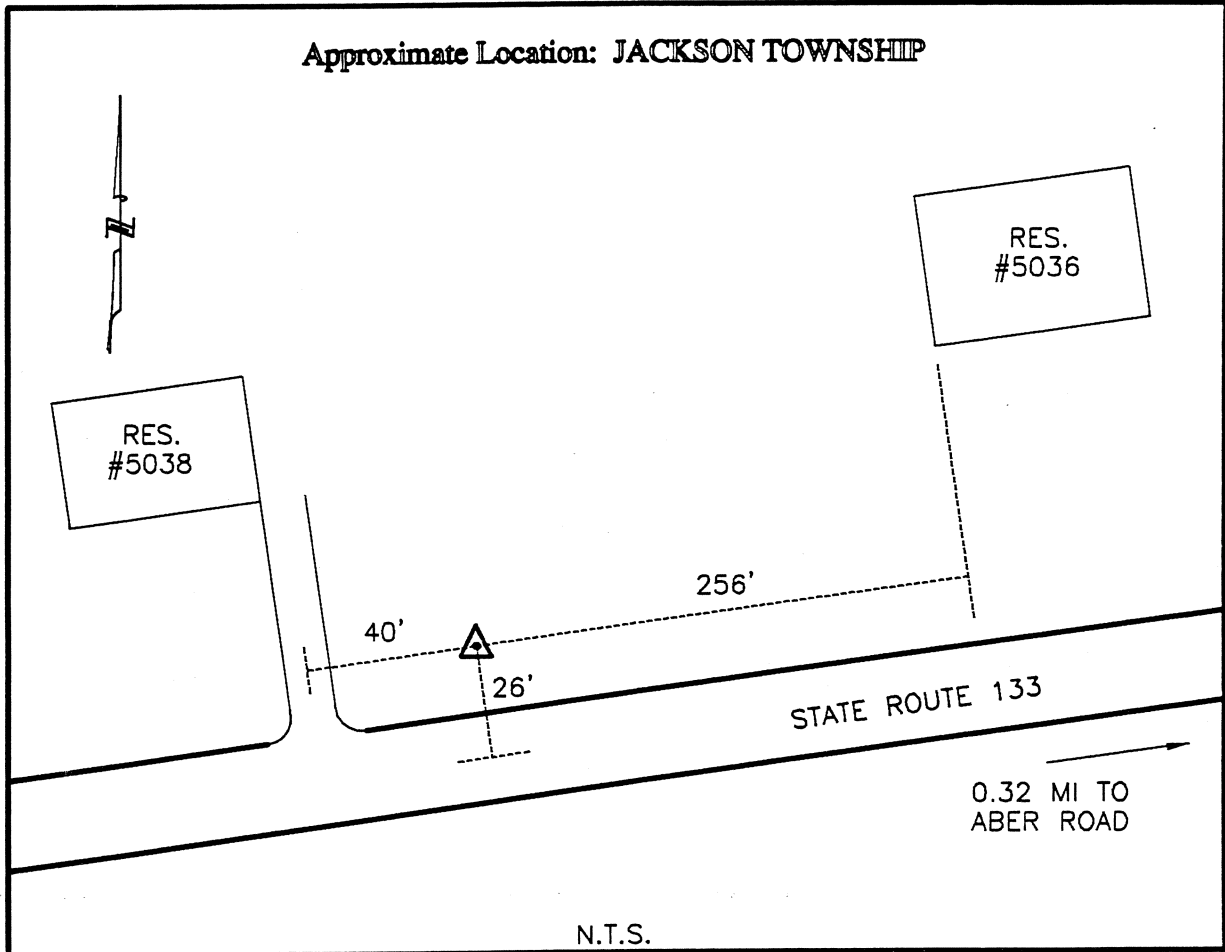 Approximate Location: JACKSON TOWNSHIP
N
RES.
#5036
RES.
#5038
256'
40'
26'
STATE ROUTE 133
0.32 MI TO
ABER ROAD
N.T.S.